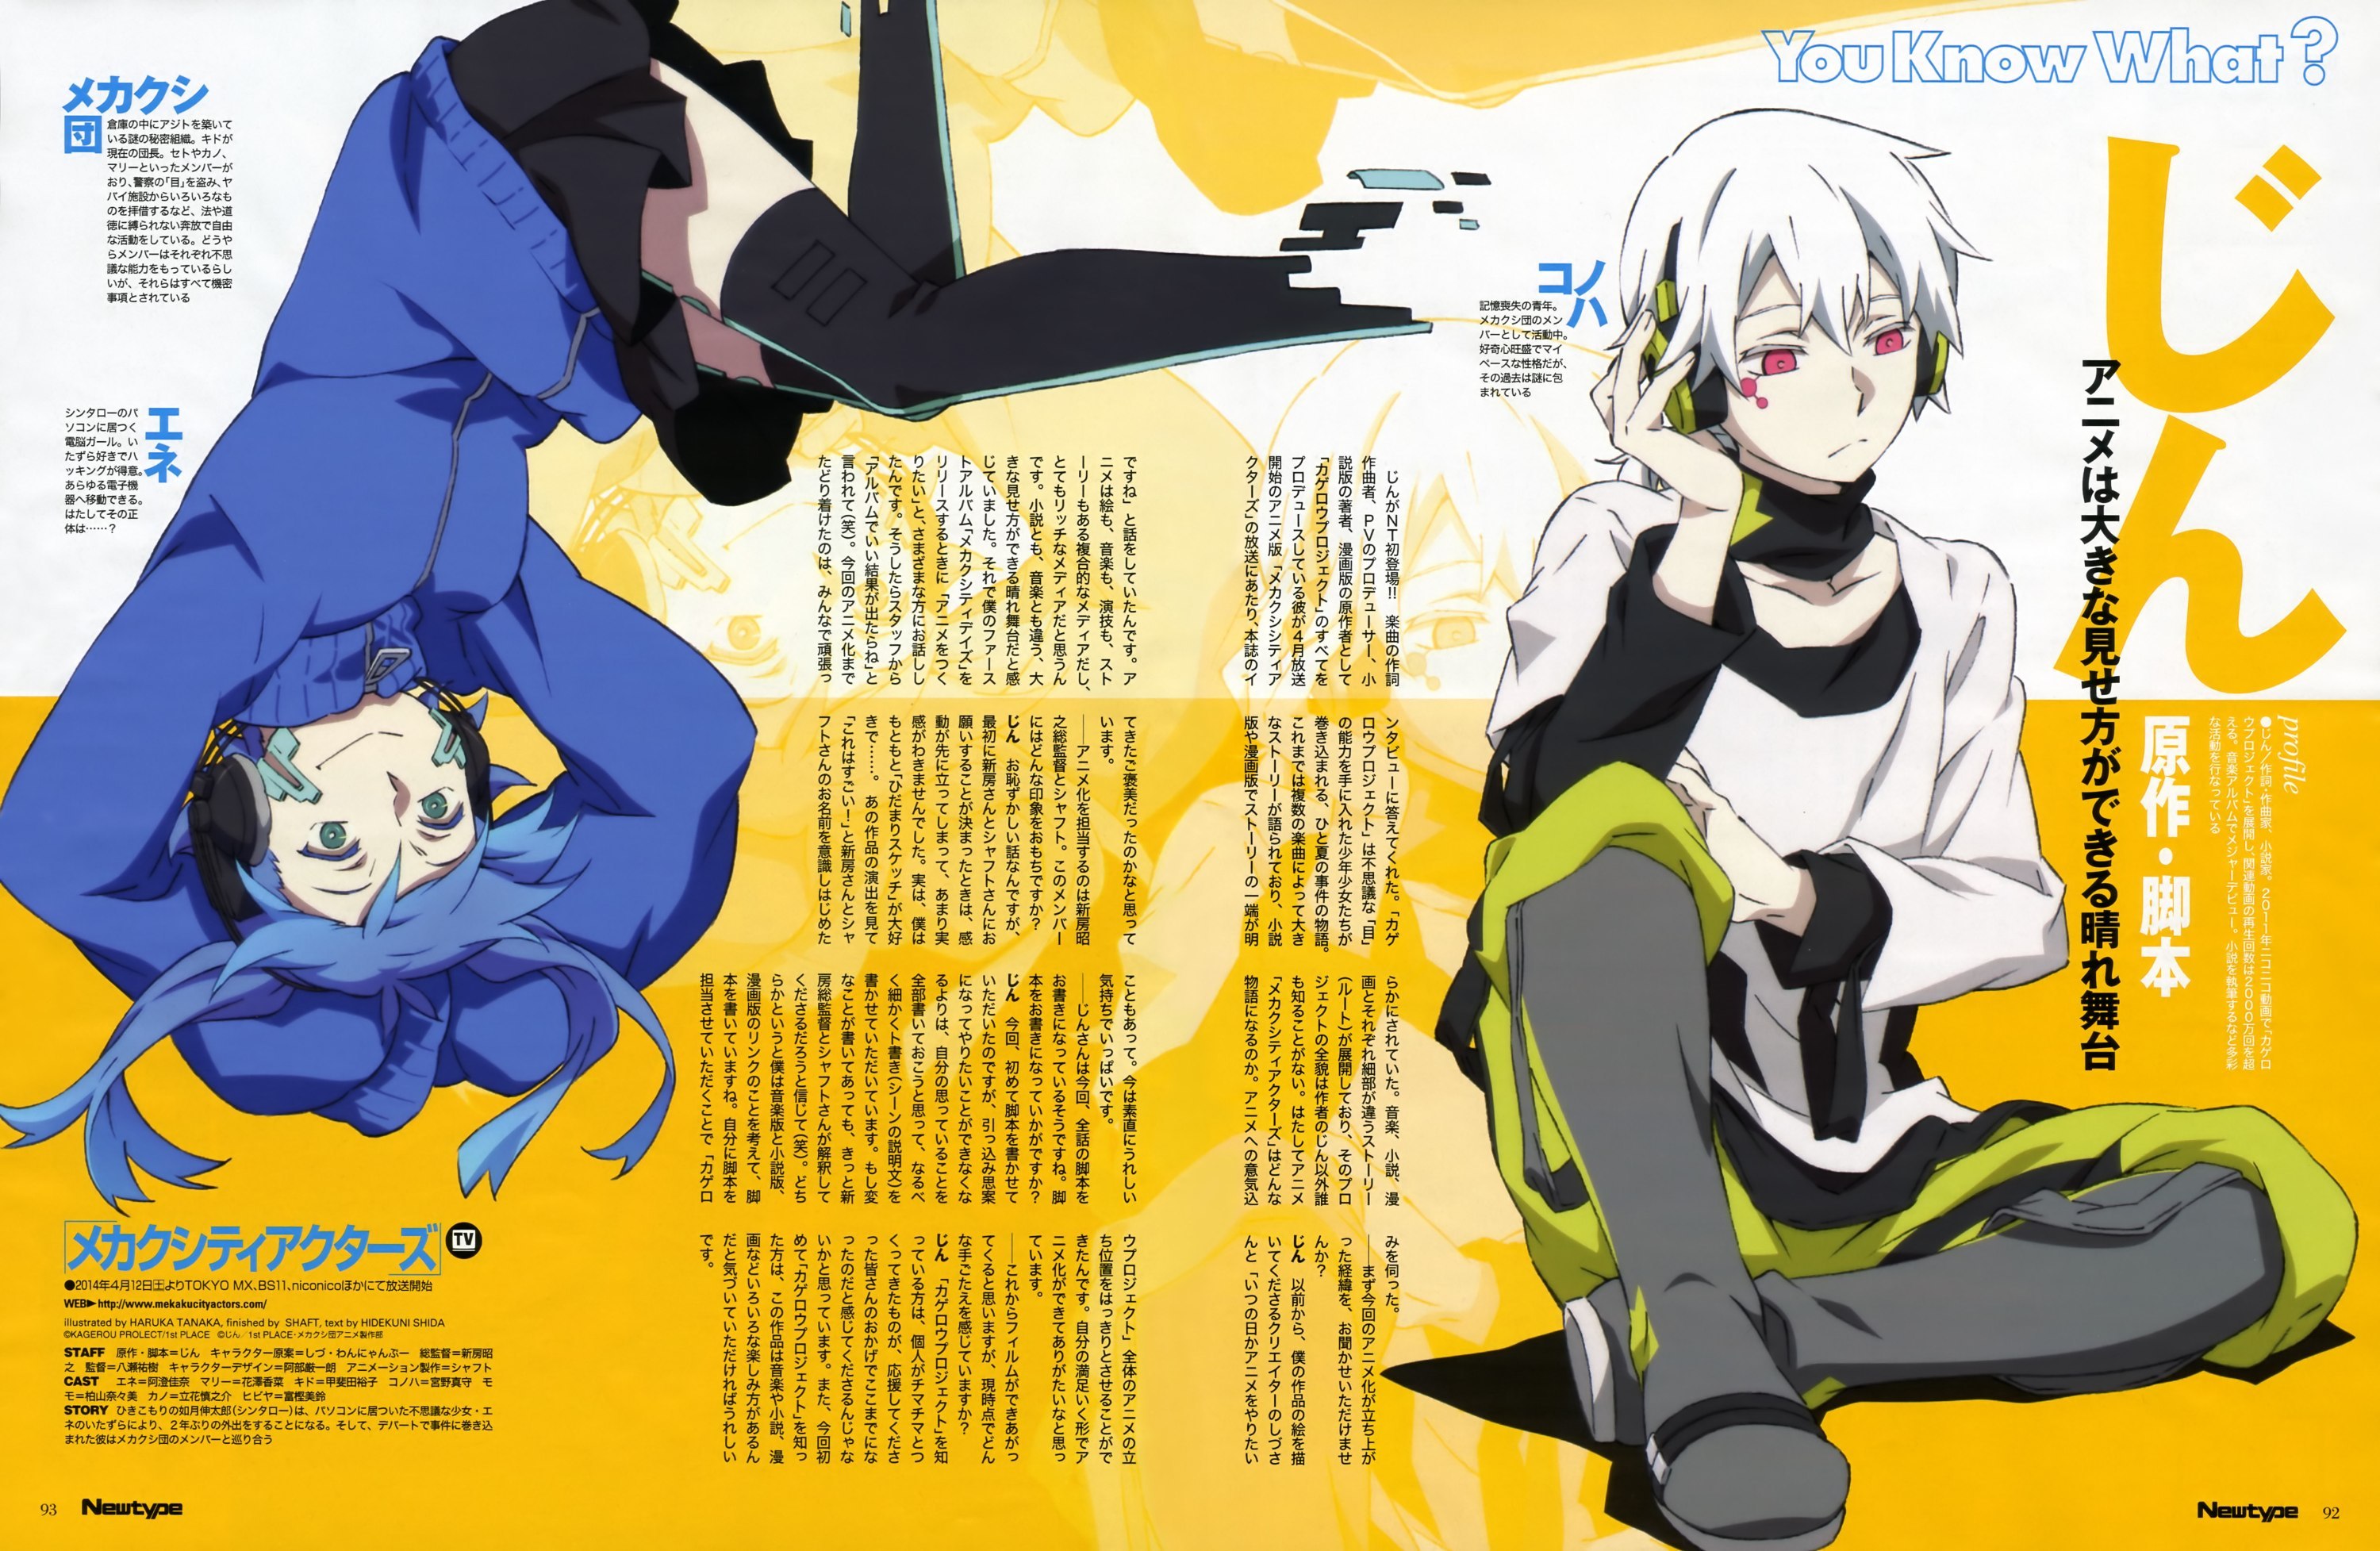 You Know What?
じん
アニメは大きな見せ方ができる晴れ舞台
原作・脚本
profile
●じん／作詞・作曲家、小説家。2011年ニコニコ動画で「カゲロ
ウプロジェクト」を展開し、関連動画の再生回数は2000万回を超
える。音楽アルバムでメジャーデビュー。小説を執筆するなど多彩
な活動を行なっている
コノハ
記憶喪失の青年。
メカクシ団のメン
バーとして活動中。
好奇心旺盛でマイ
ペースな性格だが、
その過去は謎に包
まれている
じんがNT初登場!!　楽曲の作詞
作曲者、PVのプロデューサー、小
説版の著者、漫画版の原作者として
「カゲロウプロジェクト」のすべてを
プロデュースしている彼が4月放送
開始のアニメ版「メカクシティア
クターズ」の放送にあたり、本誌のイ
ンタビューに答えてくれた。「カゲ
ロウプロジェクト」は不思議な「目」
の能力を手に入れた少年少女たちが
巻き込まれる、ひと夏の事件の物語。
これまでは複数の楽曲によって大き
なストーリーが語られており、小説
版や漫画版でストーリーの一端が明
らかにされていた。音楽、小説、漫
画とそれぞれ細部が違うストーリー
(ルート)が展開しており、そのプロ
ジェクトの全貌は作者のじん以外誰
も知ることがない。はたしてアニメ
「メカクシティアクターズ」はどんな
物語になるのか。アニメへの意気込
みを伺った。
――まず今回のアニメ化が立ち上が
った経緯を、お聞かせいただけませ
んか?
じん　以前から、僕の作品の絵を描
いてくださるクリエイターのしづさ
んと「いつの日かアニメをやりたい
ですね」と話をしていたんです。ア
ニメは絵も、音楽も、演技も、スト
ーリーもある複合的なメディアだし、
とてもリッチなメディアだと思うん
です。小説とも、音楽とも違う、大
きな見せ方ができる晴れ舞台だと感
じていました。それで僕のファース
トアルバム「メカクシティデイズ」を
リリースするときに「アニメをつく
りたい」と、さまざまな方にお話しし
たんです。そうしたらスタッフから
「アルバムでいい結果が出たらね」と
言われて(笑)。今回のアニメ化まで
たどり着けたのは、みんなで頑張っ
てきたご褒美だったのかなと思って
います。
――アニメ化を担当するのは新房昭
之総監督とシャフト。このメンバー
にはどんな印象をおもちですか?
じん　お恥ずかしい話なんですが、
最初に新房さんとシャフトさんにお
願いすることが決まったときは、感
動が先に立ってしまって、あまり実
感がわきませんでした。実は、僕は
もともと「ひだまりスケッチ」が大好
きで……。あの作品の演出を見て
「これはすごい!」と新房さんとシャ
フトさんのお名前を意識しはじめた
こともあって。今は素直にうれしい
気持ちでいっぱいです。
――じんさんは今回、全話の脚本を
お書きになっているそうですね。脚
本をお書きになっていかがですか?
じん　今回、初めて脚本を書かせて
いただいたのですが、引っ込み思案
になってやりたいことができなくな
るよりは、自分の思っていることを
全部書いておこうと思って、なるべ
く細かくト書き(シーンの説明文)を
書かせていただいています。もし変
なことが書いてあっても、きっと新
房総監督とシャフトさんが解釈して
くださるだろうと信じて(笑)。どち
らかというと僕は音楽版と小説版、
漫画版のリンクのことを考えて、脚
本を書いていますね。自分に脚本を
担当させていただくことで「カゲロ
ウプロジェクト」全体のアニメの立
ち位置をはっきりとさせることがで
きたんです。自分の満足いく形でア
ニメ化ができてありがたいなと思っ
ています。
――これからフィルムができあがっ
てくると思いますが、現時点でどん
な手ごたえを感じていますか?
じん　「カゲロウプロジェクト」を知
っている方は、個人がチマチマとつ
くってきたものが、応援してくださ
った皆さんのおかげでここまでにな
ったのだと感じてくださるんじゃな
いかと思っています。また、今回初
めて「カゲロウプロジェクト」を知っ
た方は、この作品は音楽や小説、漫
画などいろいろな楽しみ方があるん
だと気づいていただければうれしい
です。
メカクシ団
倉庫の中にアジトを築いて
いる謎の秘密組織。キドが
現在の団長。セトやカノ、
マリーといったメンバーが
おり、警察の「目」を盗み、ヤ
バイ施設からいろいろなも
のを拝借するなど、法や道
徳に縛られない奔放で自由
な活動をしている。どうや
らメンバーはそれぞれ不思
議な能力をもっているらし
いが、それらはすべて機密
事項とされている
エネ
シンタローのパ
ソコンに居つく
電脳ガール。い
たずら好きでハ
ッキングが得意。
あらゆる電子機
器へ移動できる。
はたしてその正
体は……?
メカクシティアクターズ TV
●2014年4月12日㊏よりTOKYO MX、BS11、niconicoほかにて放送開始
WEB▶http://www.mekakucityactors.com/
illustrated by HARUKA TANAKA, finished by SHAFT, text by HIDEKUNI SHIDA
©KAGEROU PROLECT/1st PLACE ©じん／1st PLACE・メカクシ団アニメ製作部
STAFF　原作・脚本＝じん　キャラクター原案＝しづ・わんにゃんぷー　総監督＝新房昭
之　監督＝八瀬祐樹　キャラクターデザイン＝阿部厳一朗　アニメーション製作＝シャフト
CAST　エネ＝阿澄佳奈　マリー＝花澤香菜　キド＝甲斐田裕子　コノハ＝宮野真守　モ
モ＝柏山奈々美　カノ＝立花慎之介　ヒビヤ＝富樫美鈴
STORY　ひきこもりの如月伸太郎(シンタロー)は、パソコンに居ついた不思議な少女・エ
ネのいたずらにより、2年ぶりの外出をすることになる。そして、デパートで事件に巻き込
まれた彼はメカクシ団のメンバーと巡り合う
93 Newtype
Newtype 92